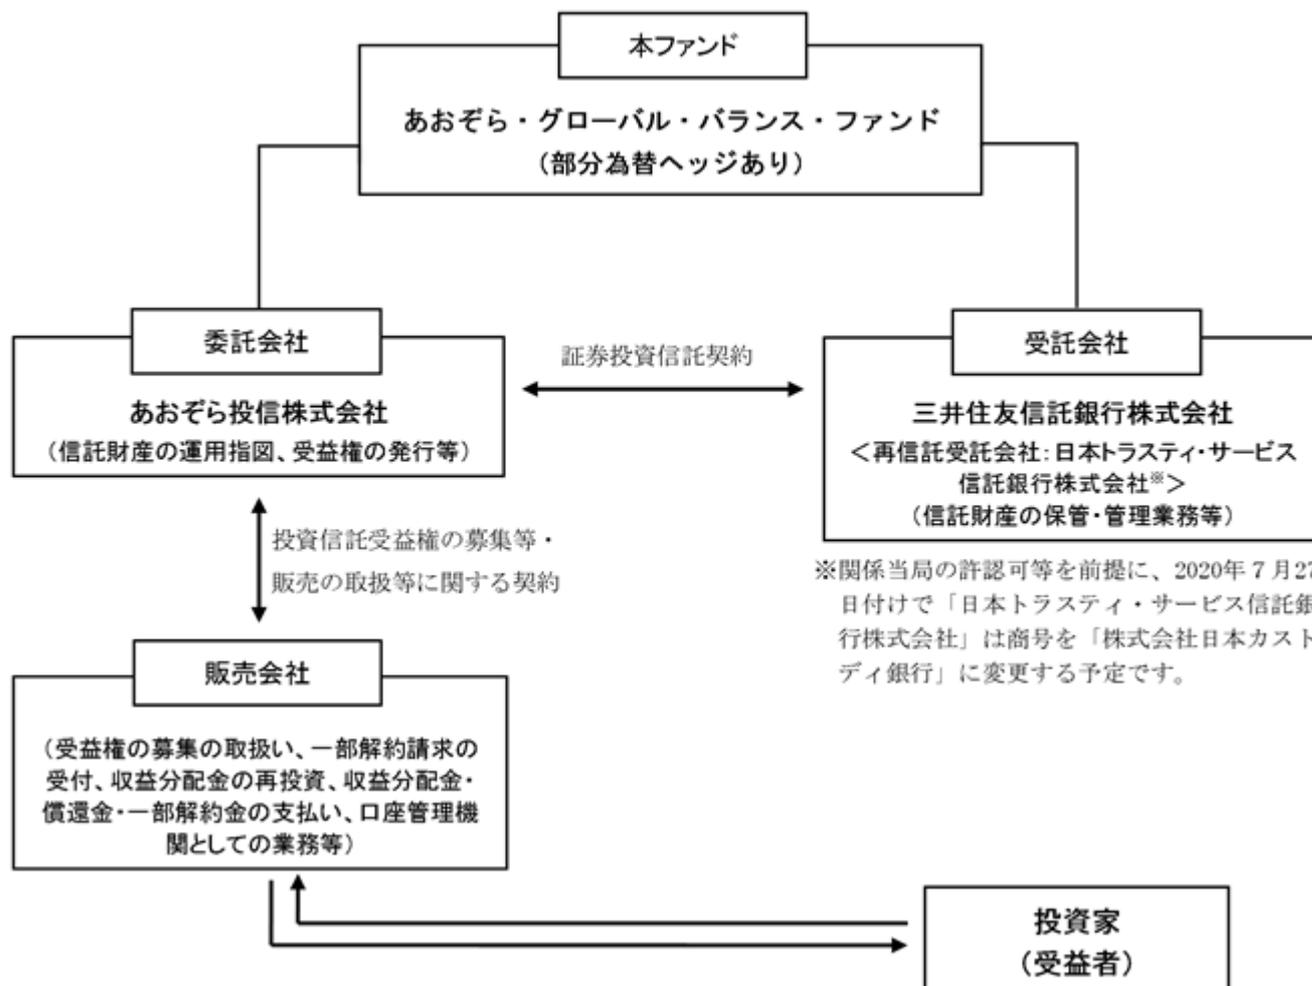 本ファンド
あおぞら・グローバル・バランス・ファンド
（部分為替ヘッジあり）
委託会社
あおぞら投信株式会社
（信託財産の運用指図、受益権の発行等）
証券投資信託契約
受託会社
三井住友信託銀行株式会社
＜再信託受託会社：日本トラスティ・サービス
信託銀行株式会社※＞
（信託財産の保管・管理業務等）
※関係当局の許認可等を前提に、2020年７月27
日付けで「日本トラスティ・サービス信託銀
行株式会社」は商号を「株式会社日本カスト
ディ銀行」に変更する予定です。
投資信託受益権の募集等・
販売の取扱等に関する契約
販売会社
（受益権の募集の取扱い、一部解約請求の
受付、収益分配金の再投資、収益分配金・
償還金・一部解約金の支払い、口座管理機
関としての業務等）
投資家
（受益者）